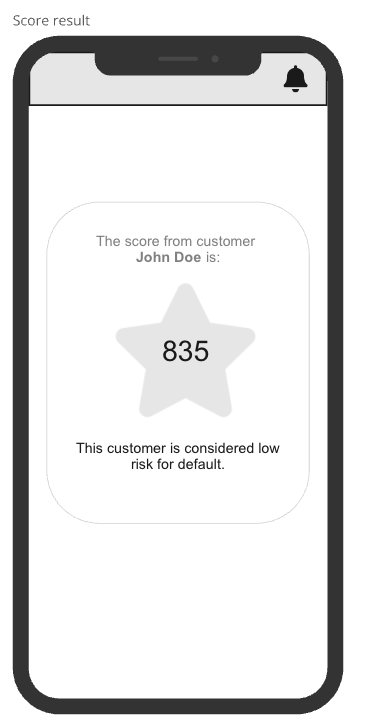 Score result
The score from customer
John Doe is:
835
This customer is considered low
risk for default.